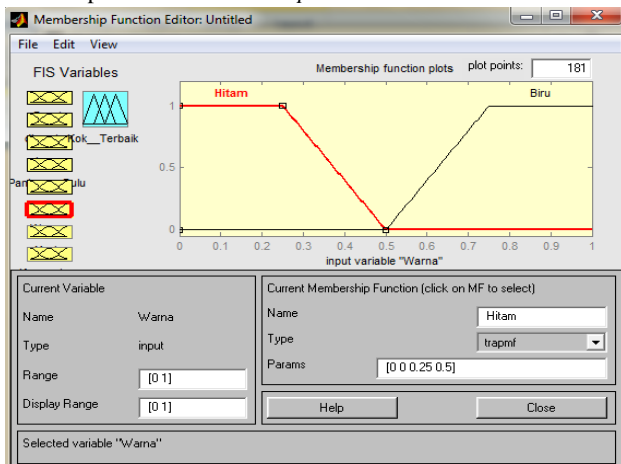 Membership Function Editor: Untitled
File Edit View
FIS Variables
Membership function plots plot points: 181
Hitam Biru
1
Kok__Terbaik
0.5
ulu
0
0 0.1 0.2 0.3 0.4 0.5 0.6 0.7 0.8 0.9 1
input variable "Warna"
Current Variable
Name Warna
Type input
Range [0 1]
Display Range [0 1]
Current Membership Function (click on MF to select)
Name Hitam
Type trapmf
Params [0 0 0.25 0.5]
Help Close
Selected variable "Warna"